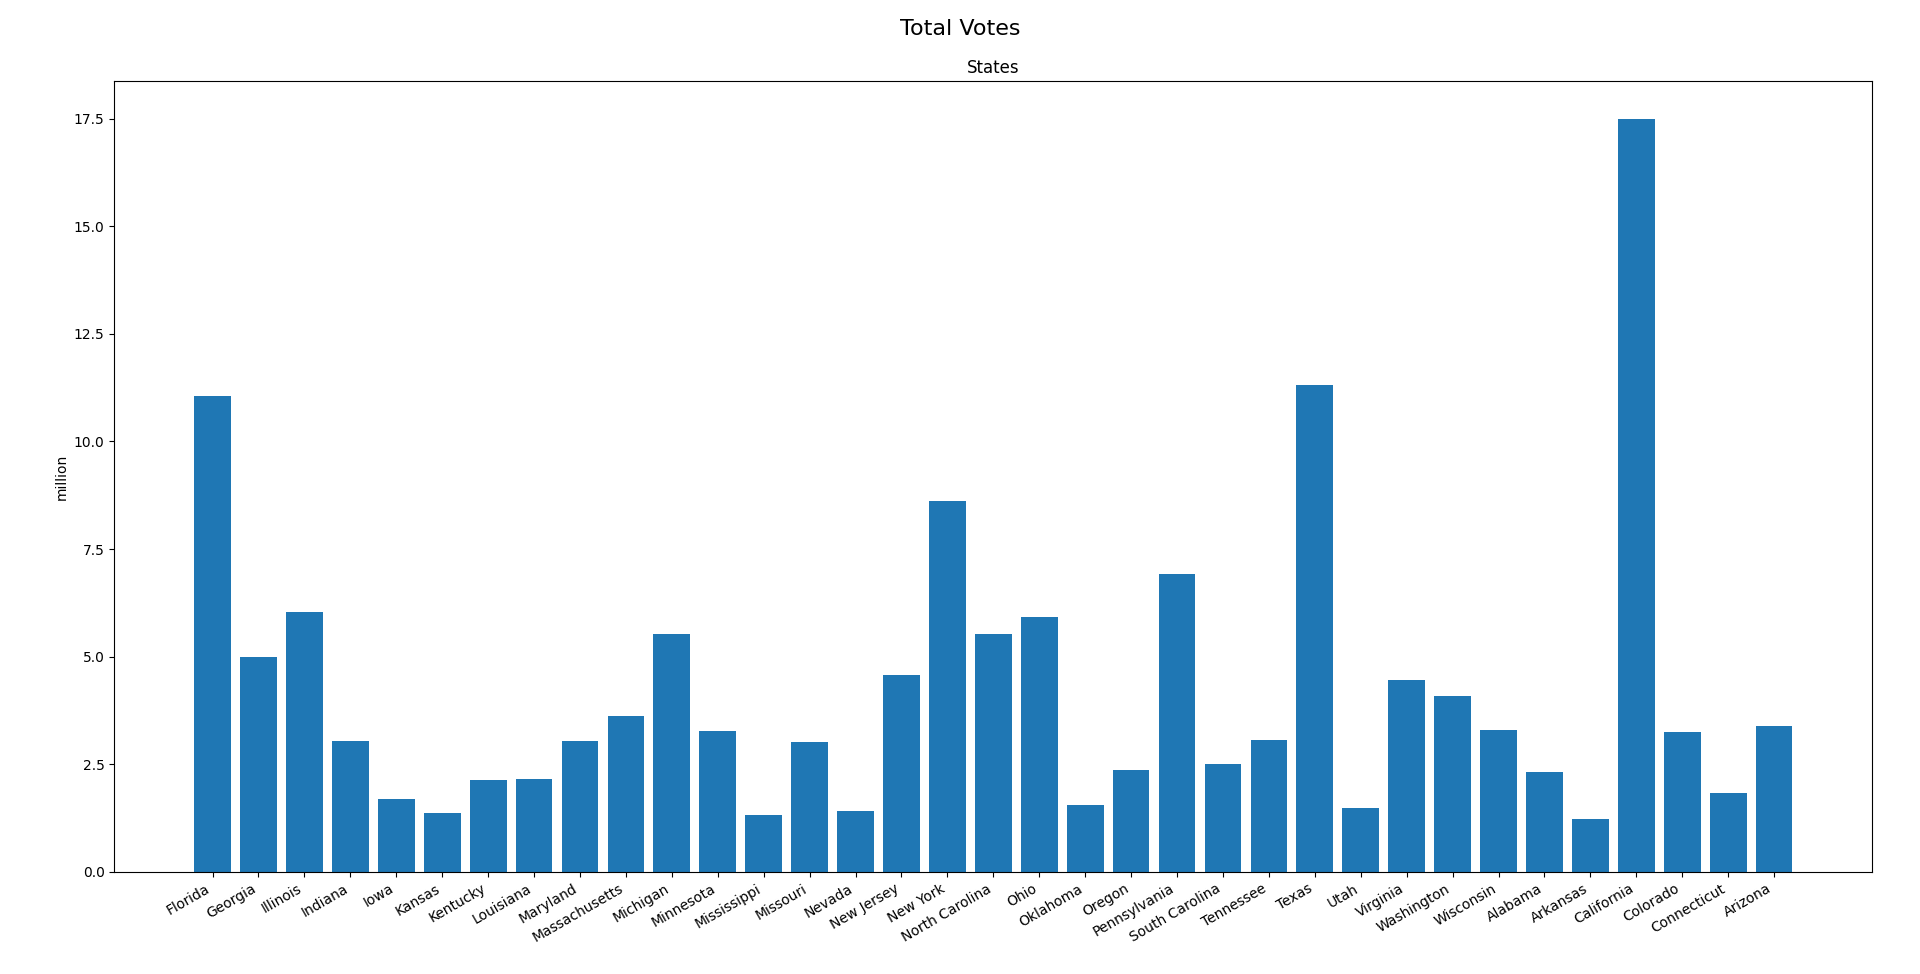 Total Votes
States
17.5
15.0
12.5
10.0
7.5
5.0
2.5
0.0
million
Florida
Georgia
Illinois
Indiana
Iowa
Kansas
Kentucky
Louisiana
Maryland
Massachusetts
Michigan
Minnesota
Mississippi
Missouri
Nevada
New Jersey
New York
North Carolina
Ohio
Oklahoma
Oregon
Pennsylvania
South Carolina
Tennessee
Texas
Utah
Virginia
Washington
Wisconsin
Alabama
Arkansas
California
Colorado
Connecticut
Arizona